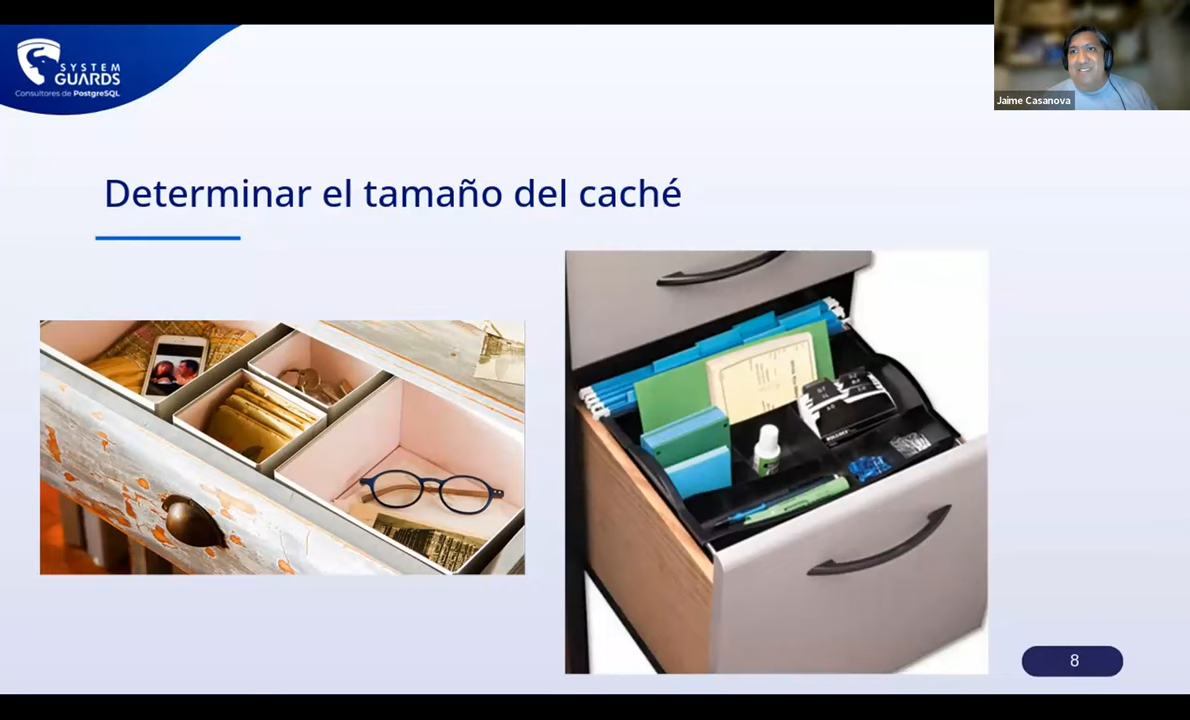 SYSTEM
GUARDS
Consultores de PostgreSQL
Jaime Casanova
Determinar el tamaño del caché
8